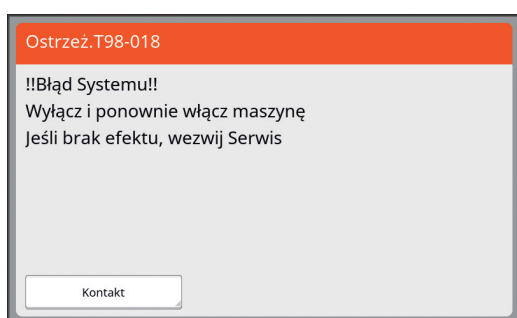 Ostrzeż.T98-018
!!Błąd Systemu!!
Wyłącz i ponownie włącz maszynę
Jeśli brak efektu, wezwij Serwis
Kontakt